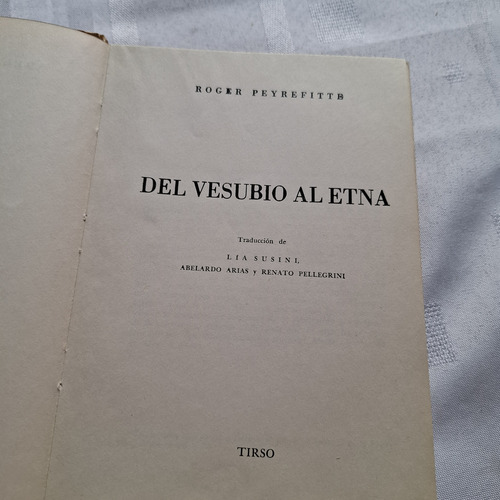 ROGER PEYREFITTE
DEL VESUBIO AL ETNA
Traducción de
LIA SUSINI,
ABELARDO ARIAS y RENATO PELLEGRINI
TIRSO